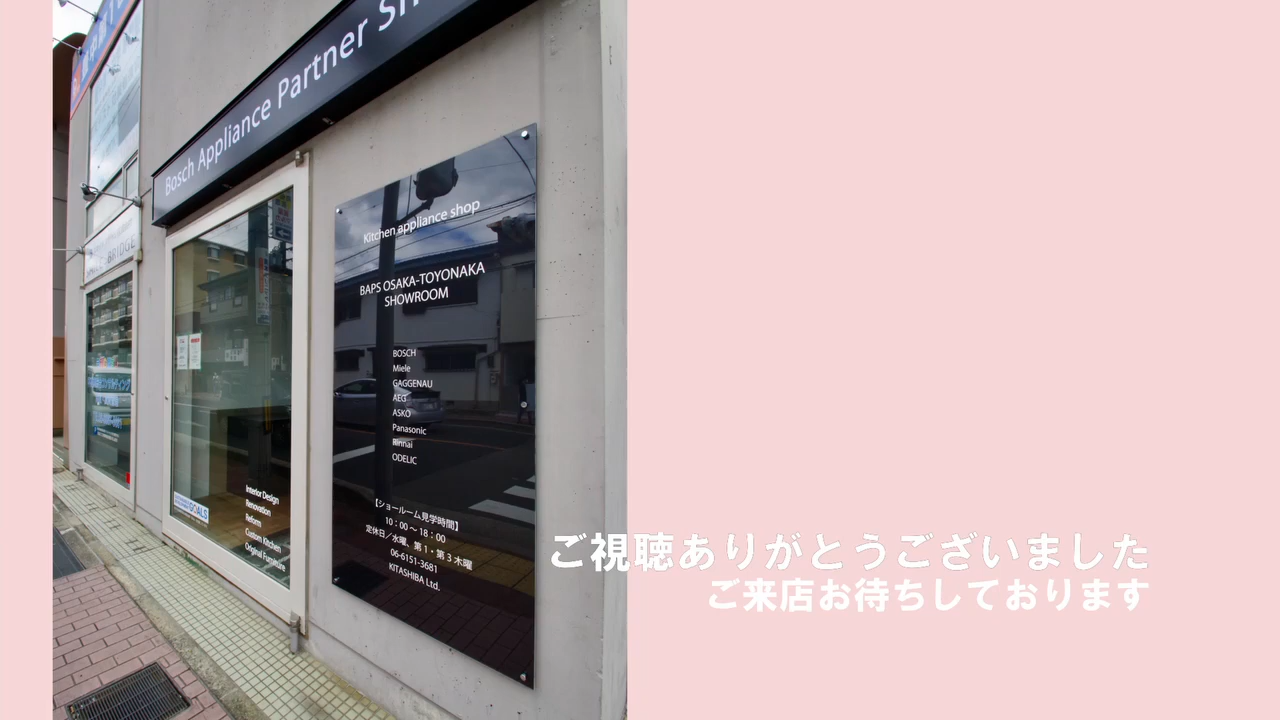 Bosch Appliance Partner
Kitchen appliance shop
BAPS OSAKA-TOYONAKA
SHOWROOM
BOSCH
Miele
GAGGENAU
AEG
ASKO
Panasonic
Rinnai
ODELIC
【ショールーム見学時間】
10：00～18：00
定休日／水曜、第1・第3木曜
06-6151-3681
KITASHIBA Ltd.
Interior Design
Renovation
Reform
Custom Kitchen
Original Furniture
GOALS
ご視聴ありがとうございました
ご来店お待ちしております